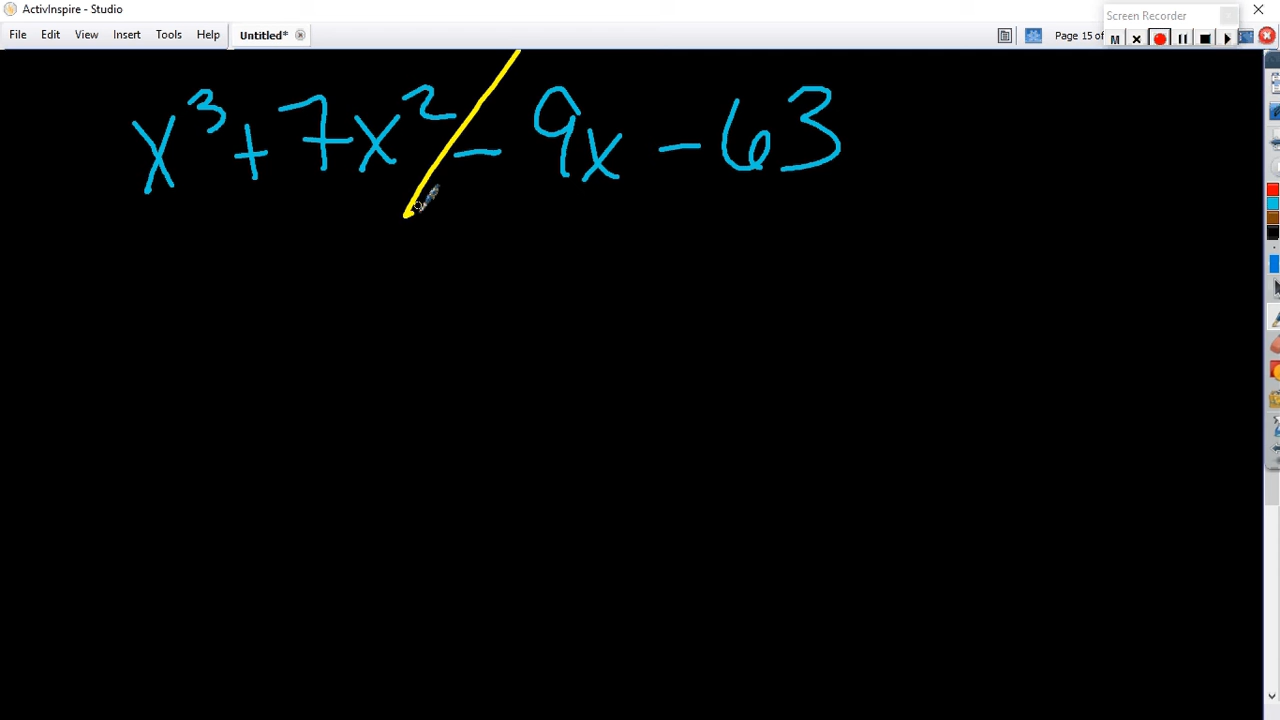 ActivInspire - Studio
Screen Recorder
File Edit View Insert Tools Help Untitled* Page 15 of
M
x³ + 7x² - 9x - 63